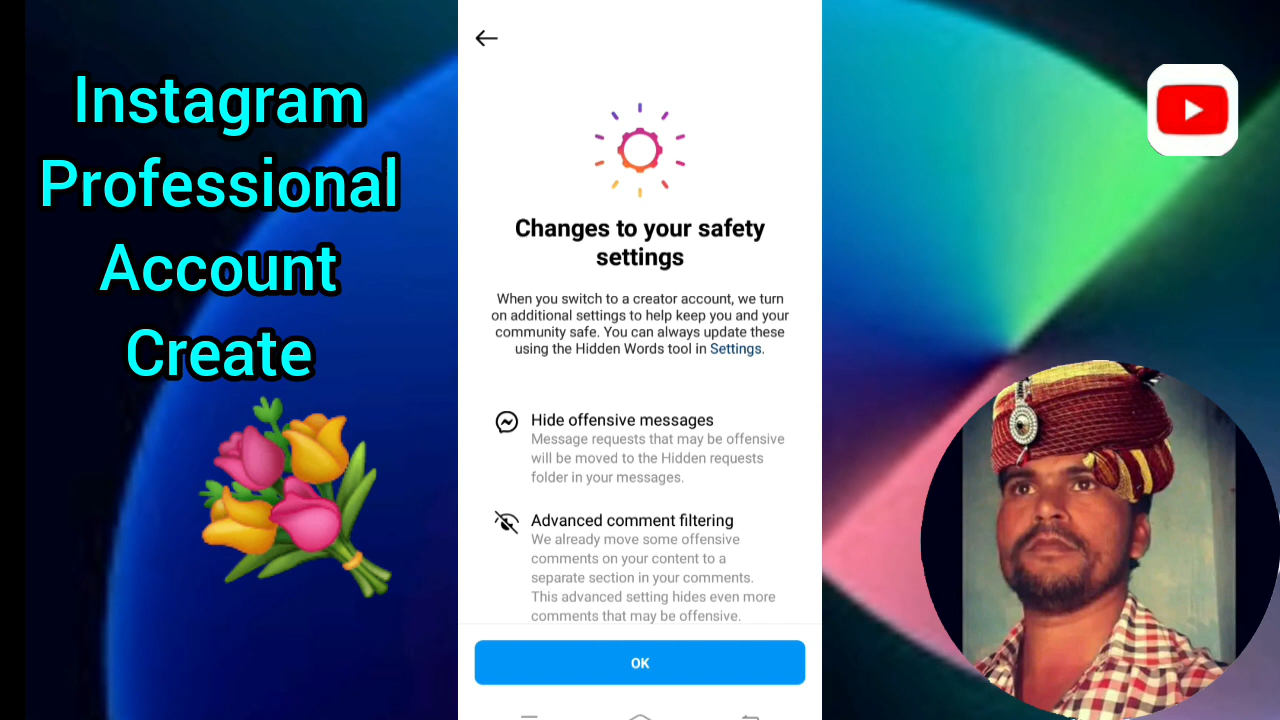 Instagram
Professional
Account
Create
Changes to your safety
settings
When you switch to a creator account, we turn
on additional settings to help keep you and your
community safe. You can always update these
using the Hidden Words tool in Settings.
Hide offensive messages
Message requests that may be offensive
will be moved to the Hidden requests
folder in your messages.
Advanced comment filtering
We already move some offensive
comments on your content to a
separate section in your comments.
This advanced setting hides even more
comments that may be offensive.
OK